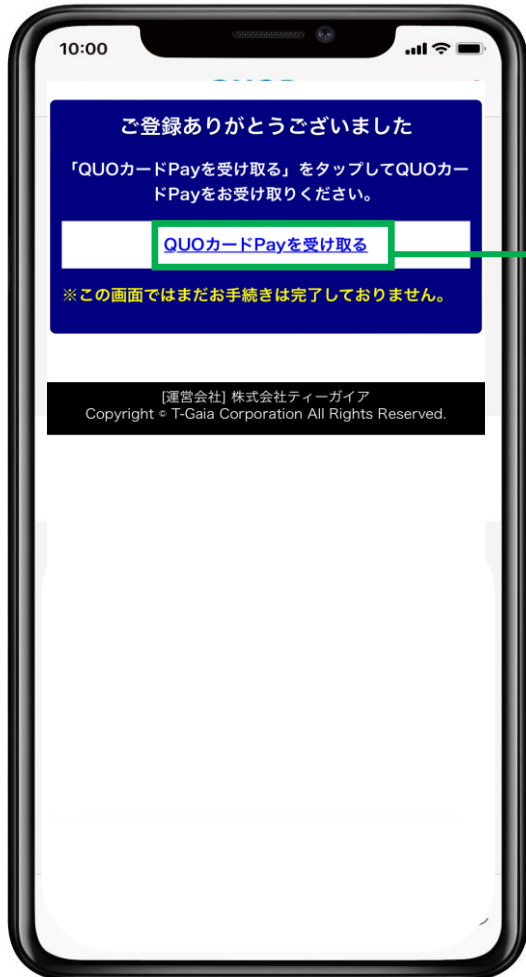 10:00
ご登録ありがとうございました
「QUOカードPayを受け取る」をタップしてQUOカー
ドPayをお受け取りください。
QUOカードPayを受け取る
※この画面ではまだお手続きは完了しておりません。
[運営会社] 株式会社ティーガイア
Copyright © T-Gaia Corporation All Rights Reserved.